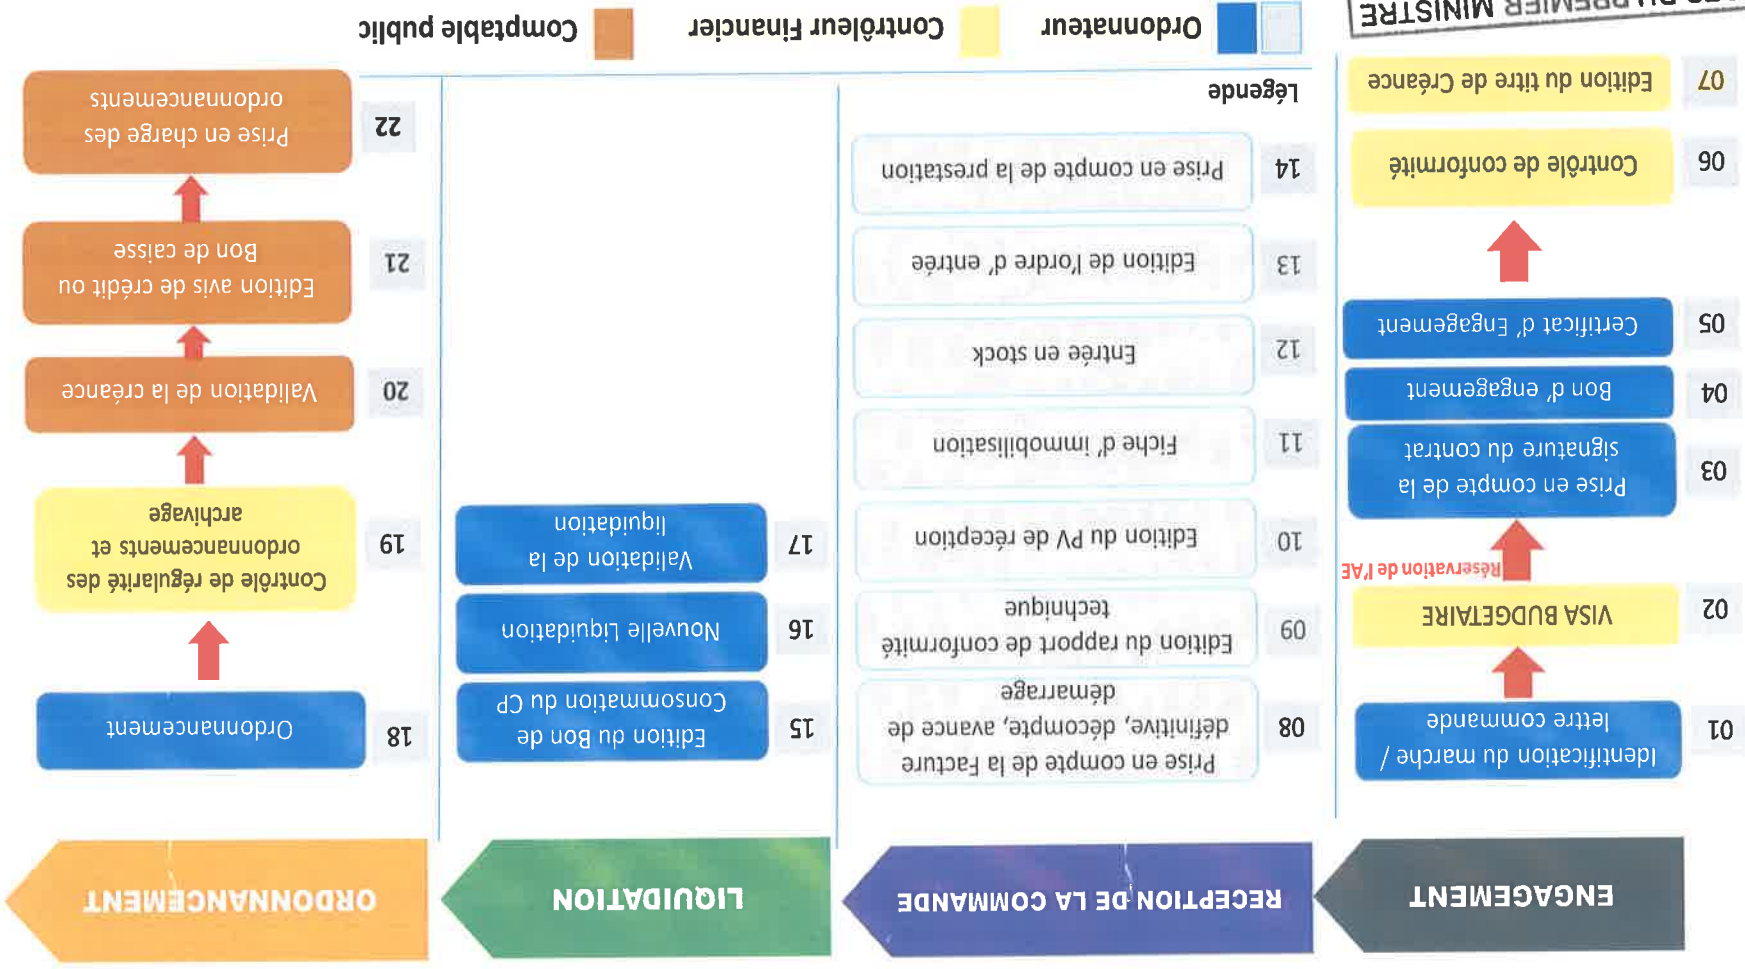 ENGAGEMENT
RECEPTION DE LA COMMANDE
LIQUIDATION
ORDONNANCEMENT
01
Identification du marche /
lettre commande
02
VISA BUDGETAIRE
Réservation de l'AE
03
Prise en compte de la
signature du contrat
04
Bon d' engagement
05
Certificat d' Engagement
06
Contrôle de conformité
07
Edition du titre de Créance
08
Prise en compte de la Facture
définitive, décompte, avance de
démarrage
09
Edition du rapport de conformité
technique
10
Edition du PV de réception
11
Fiche d' immobilisation
12
Entrée en stock
13
Edition de l'ordre d' entrée
14
Prise en compte de la prestation
15
Edition du Bon de
Consommation du CP
16
Nouvelle Liquidation
17
Validation de la
liquidation
18
Ordonnancement
19
Contrôle de régularité des
ordonnancements et
archivage
20
Validation de la créance
21
Edition avis de crédit ou
Bon de caisse
22
Prise en charge des
ordonnancements
Légende
Ordonnateur
Contrôleur Financier
Comptable public
DU PREMIER MINISTRE